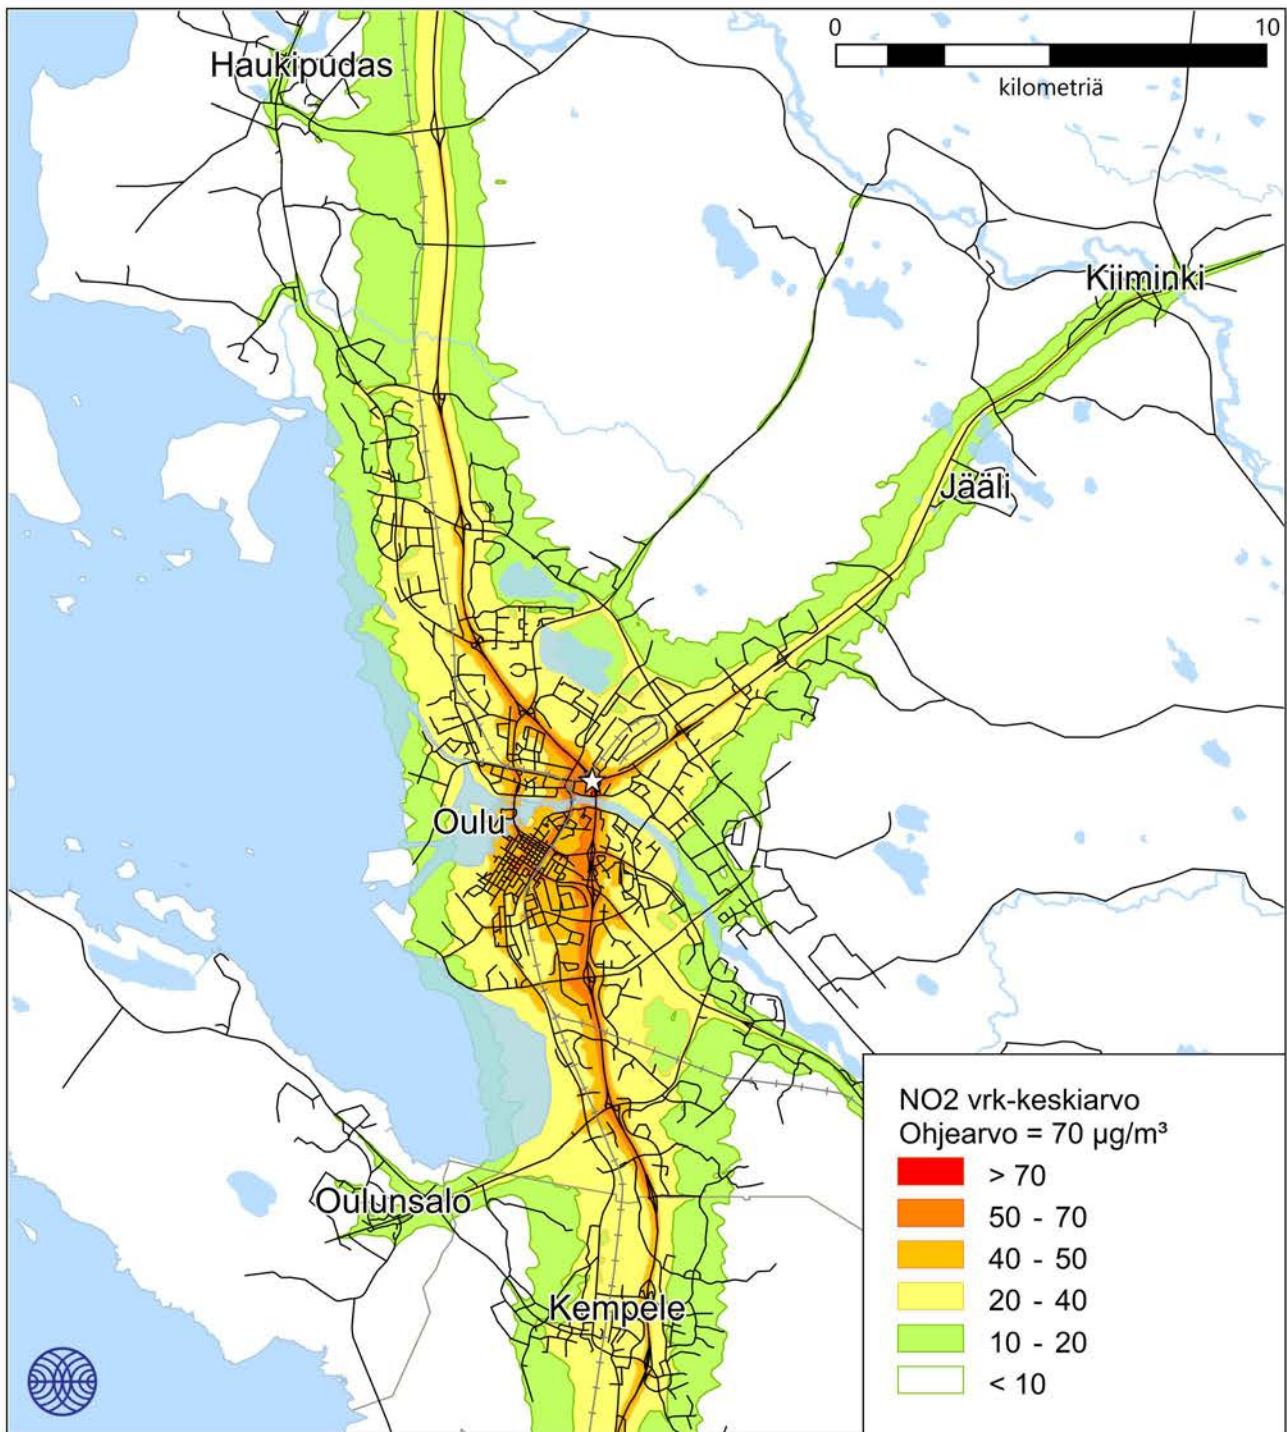 0 10
kilometriä
Haukipudas
Kiiminki
Jääli
Oulu
Oulunsalo
Kempele
NO2 vrk-keskiarvo
Ohjearvo = 70 µg/m³
> 70
50 - 70
40 - 50
20 - 40
10 - 20
< 10